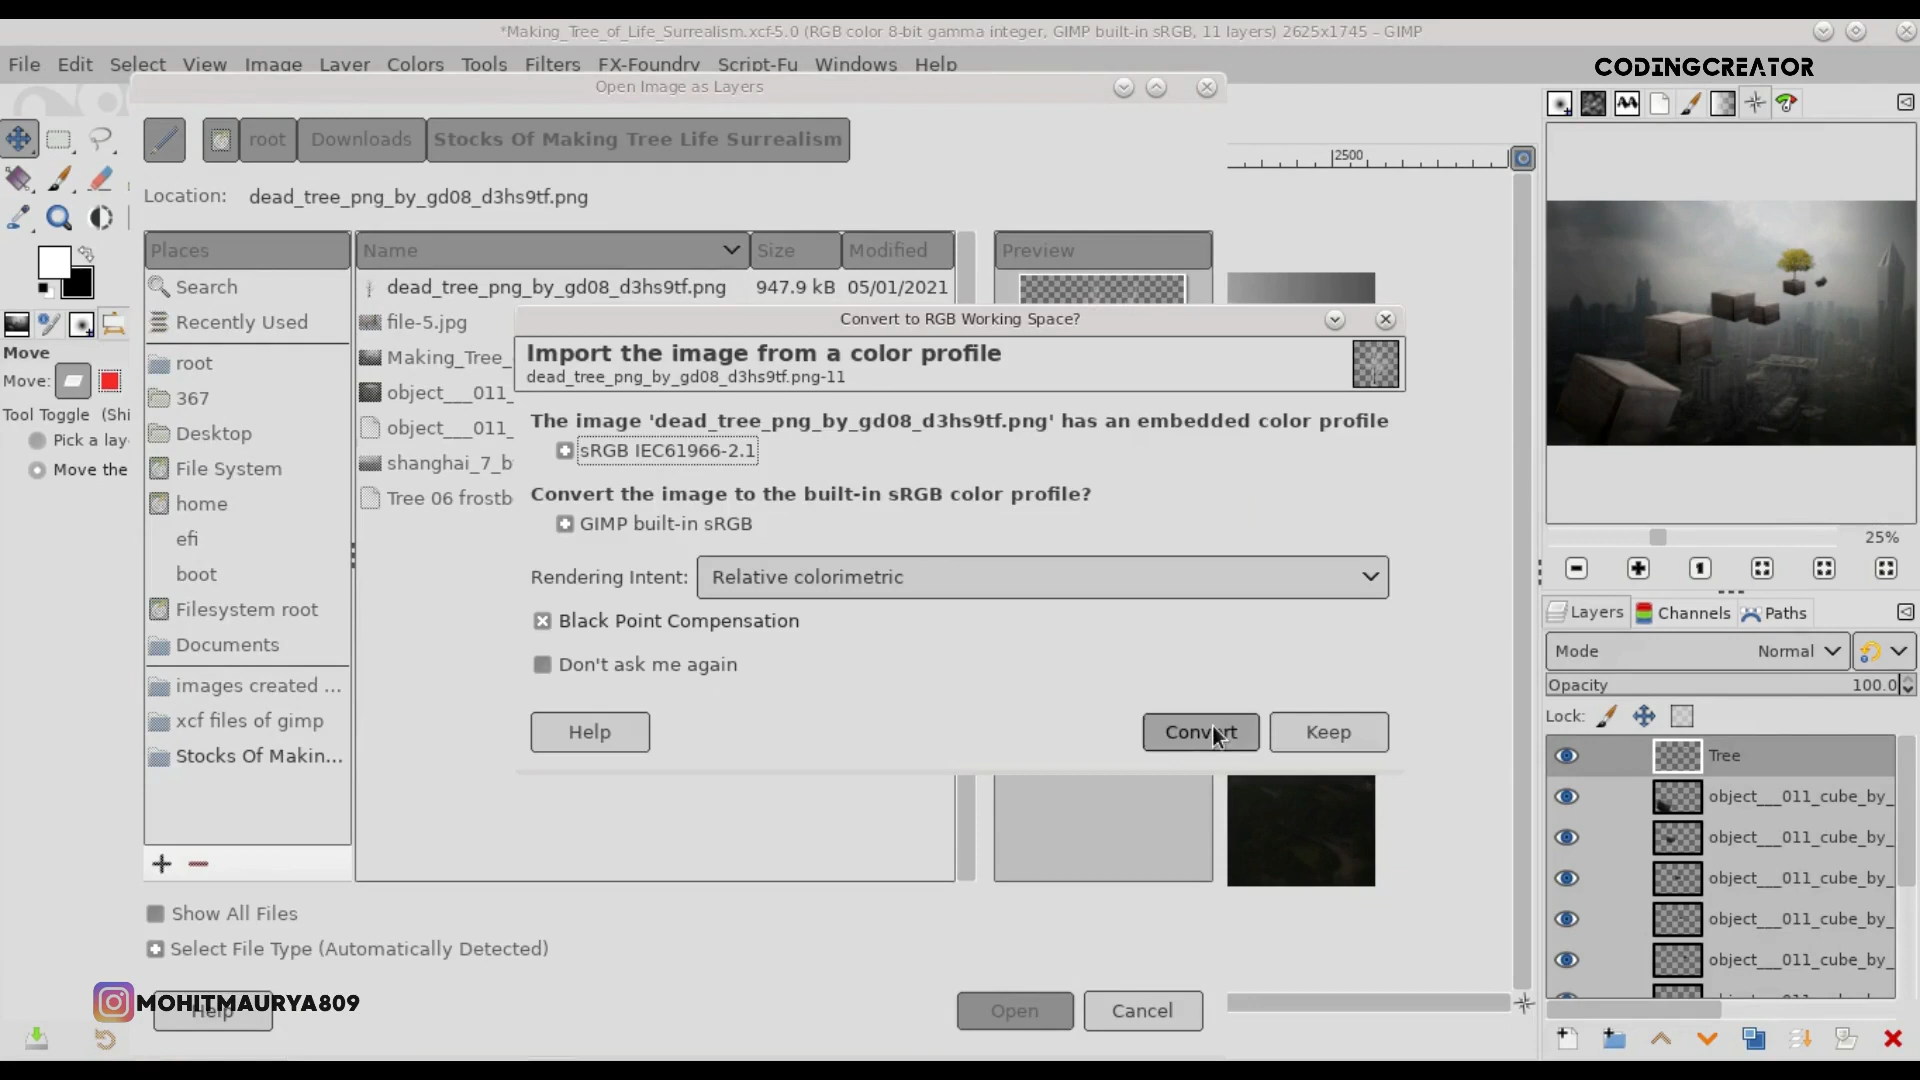 *Making_Tree_of_Life_Surrealism.xcf-5.0 (RGB color 8-bit gamma integer, GIMP built-in sRGB, 11 layers) 2625x1745 – GIMP
File Edit Select View Image Layer Colors Tools Filters FX-Foundry Script-Fu Windows Help
CODINGCREATOR
Open Image as Layers
root Downloads Stocks Of Making Tree Life Surrealism
2500
Location: dead_tree_png_by_gd08_d3hs9tf.png
Places
Name Size Modified
Preview
Search
Recently Used
root
367
Desktop
File System
home
efi
boot
Filesystem root
Documents
images created ...
xcf files of gimp
Stocks Of Makin...
dead_tree_png_by_gd08_d3hs9tf.png 947.9 kB 05/01/2021
file-5.jpg
Making_Tree_
object___011_
object___011_
shanghai_7_b
Tree 06 frostb
Move
Move:
Tool Toggle (Shi
Pick a lay
Move the
Convert to RGB Working Space?
Import the image from a color profile
dead_tree_png_by_gd08_d3hs9tf.png-11
The image 'dead_tree_png_by_gd08_d3hs9tf.png' has an embedded color profile
sRGB IEC61966-2.1
Convert the image to the built-in sRGB color profile?
GIMP built-in sRGB
Rendering Intent: Relative colorimetric
Black Point Compensation
Don't ask me again
Help Convert Keep
Show All Files
Select File Type (Automatically Detected)
MOHITMAURYA809
Help
Open Cancel
25%
Layers Channels Paths
Mode Normal
Opacity 100.0
Lock:
Tree
object___011_cube_by_
object___011_cube_by_
object___011_cube_by_
object___011_cube_by_
object___011_cube_by_